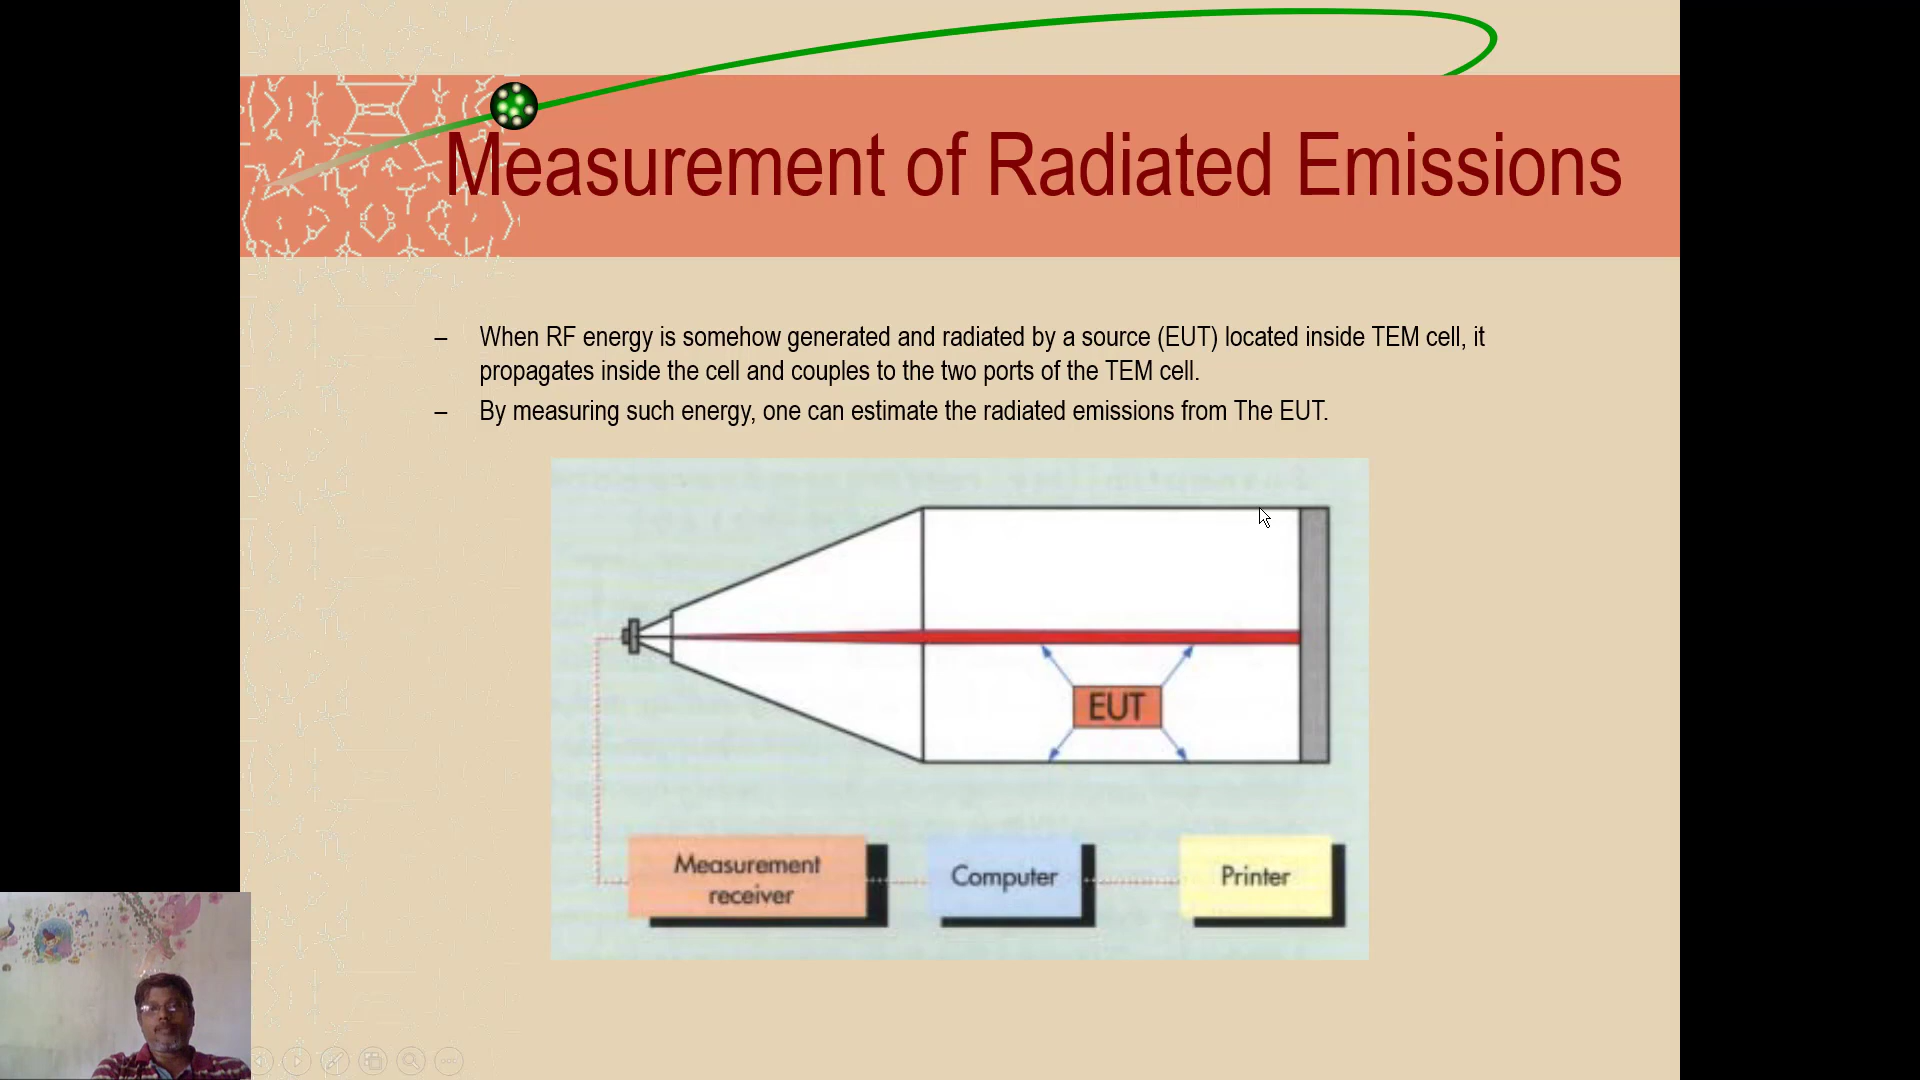 Measurement of Radiated Emissions
– When RF energy is somehow generated and radiated by a source (EUT) located inside TEM cell, it
propagates inside the cell and couples to the two ports of the TEM cell.
– By measuring such energy, one can estimate the radiated emissions from The EUT.
EUT
Measurement
receiver
Computer
Printer